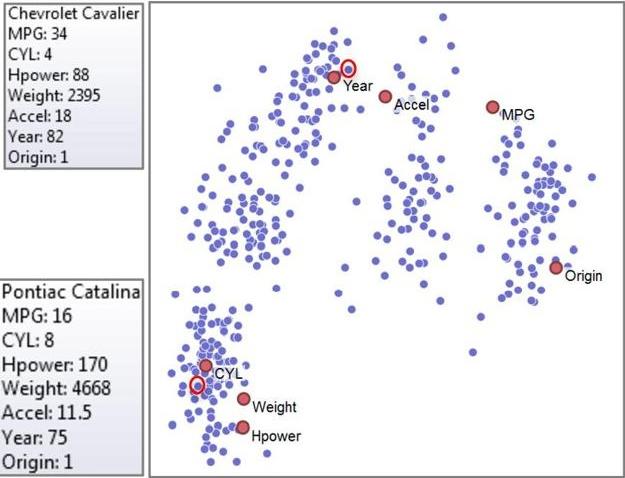 Chevrolet Cavalier
MPG: 34
CYL: 4
Hpower: 88
Weight: 2395
Accel: 18
Year: 82
Origin: 1
Year
Accel
MPG
Origin
Pontiac Catalina
MPG: 16
CYL: 8
Hpower: 170
Weight: 4668
Accel: 11.5
Year: 75
Origin: 1
CYL
Weight
Hpower